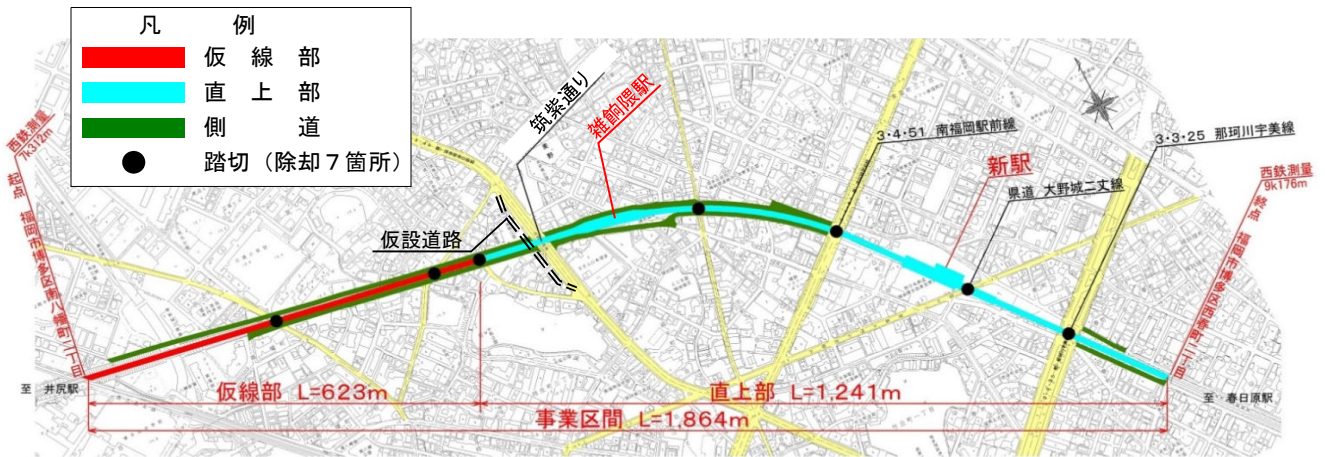 凡 例
仮線部
直上部
側道
踏切（除却７箇所）
西鉄測量
7k312m
起点 福岡市博多区南八幡町二丁目
至 井尻駅
仮設道路
筑紫通り
雑餉隈駅
3・4・51 南福岡駅前線
新駅
県道 大野城二丈線
3・3・25 那珂川宇美線
西鉄測量
9k176m
終点 福岡市博多区西春町二丁目
至 春日原駅
仮線部 L=623m
直上部 L=1,241m
事業区間 L=1,864m